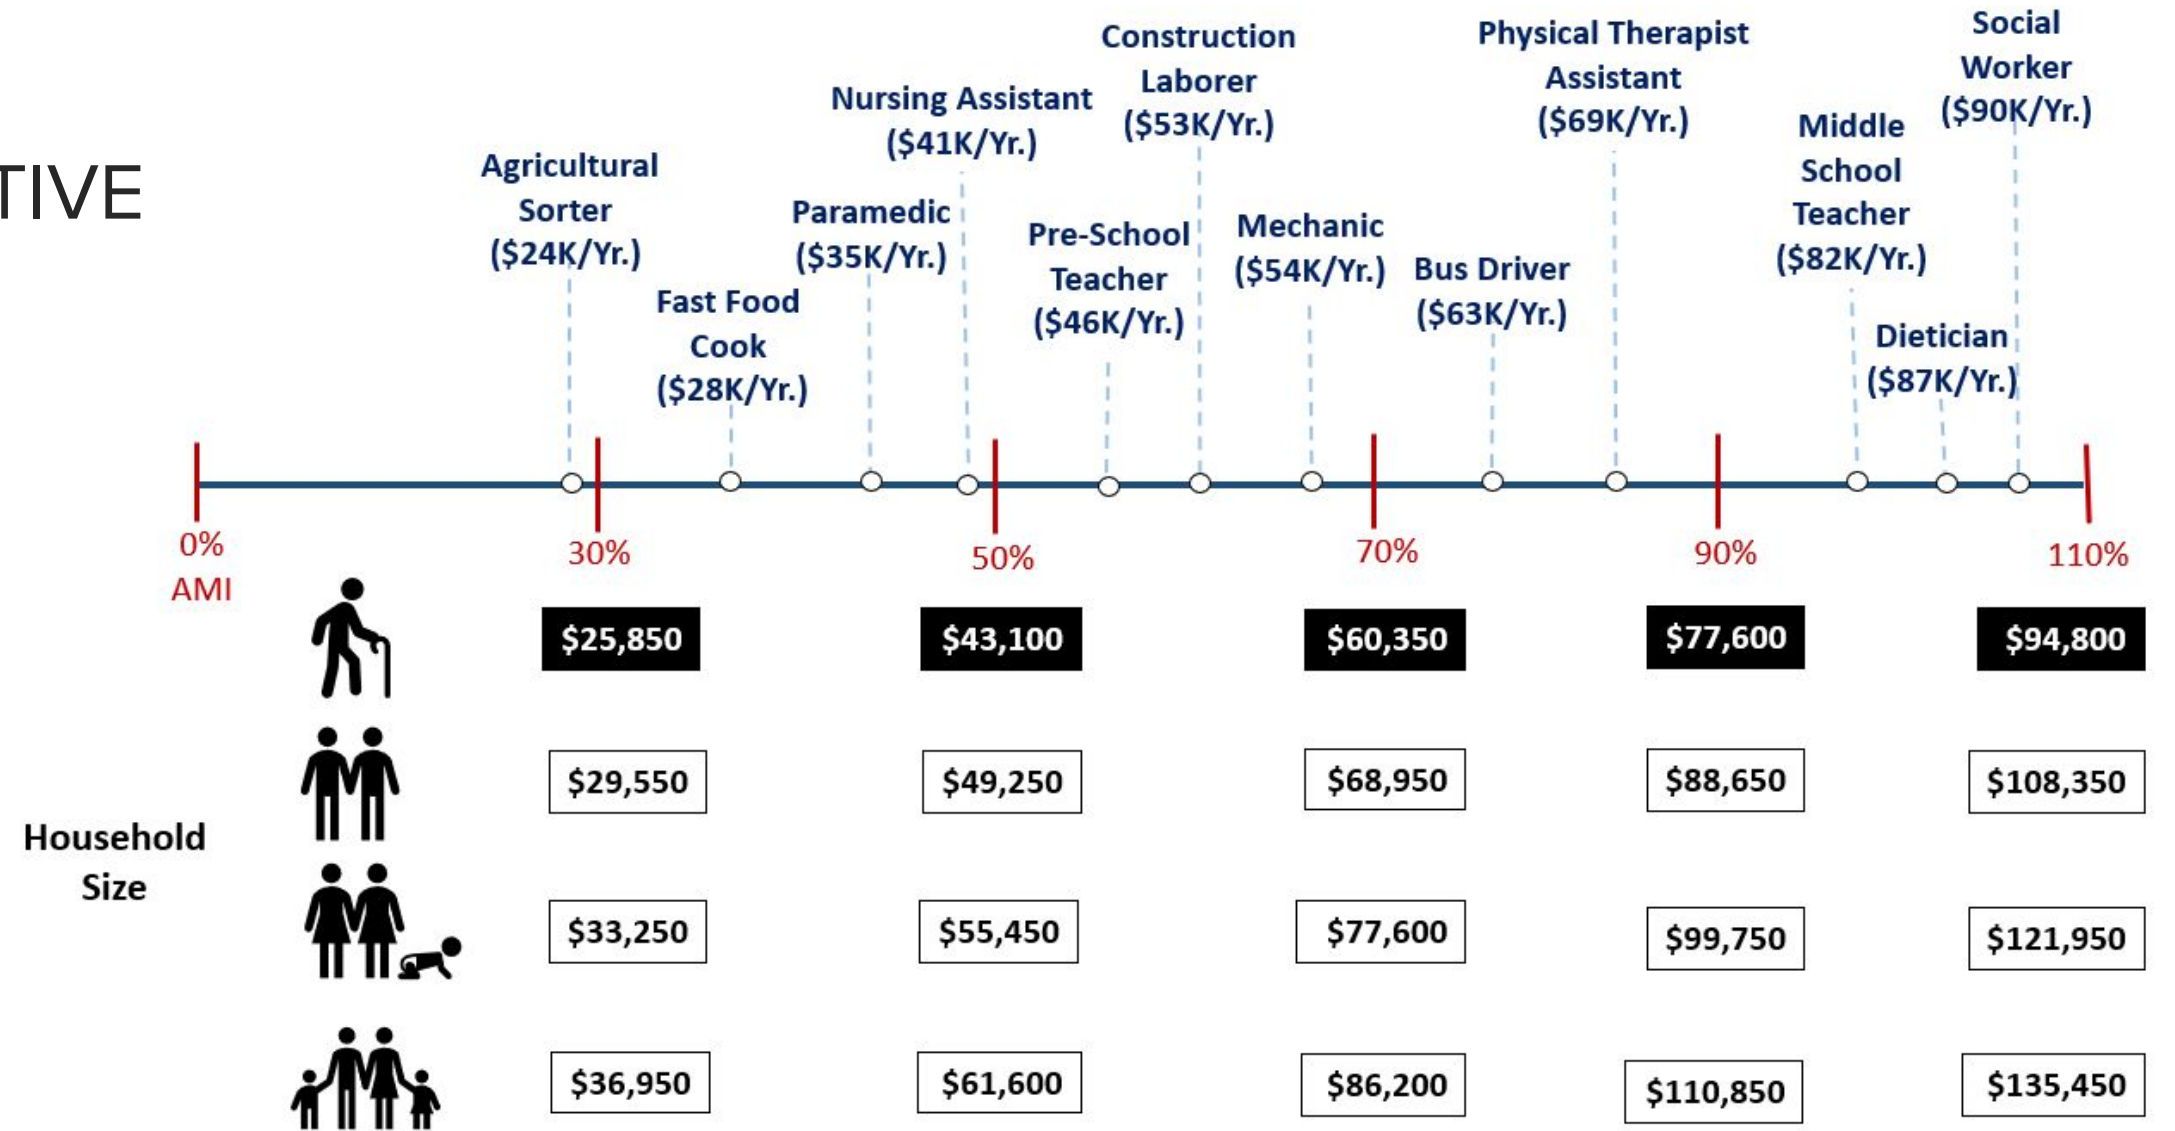 TIVE
Agricultural
Sorter
($24K/Yr.)
Fast Food
Cook
($28K/Yr.)
Paramedic
($35K/Yr.)
Nursing Assistant
($41K/Yr.)
Pre-School
Teacher
($46K/Yr.)
Construction
Laborer
($53K/Yr.)
Mechanic
($54K/Yr.)
Bus Driver
($63K/Yr.)
Physical Therapist
Assistant
($69K/Yr.)
Middle
School
Teacher
($82K/Yr.)
Dietician
($87K/Yr.)
Social
Worker
($90K/Yr.)
0% 30% 50% 70% 90% 110%
AMI
$25,850 $43,100 $60,350 $77,600 $94,800
$29,550 $49,250 $68,950 $88,650 $108,350
Household
Size
$33,250 $55,450 $77,600 $99,750 $121,950
$36,950 $61,600 $86,200 $110,850 $135,450